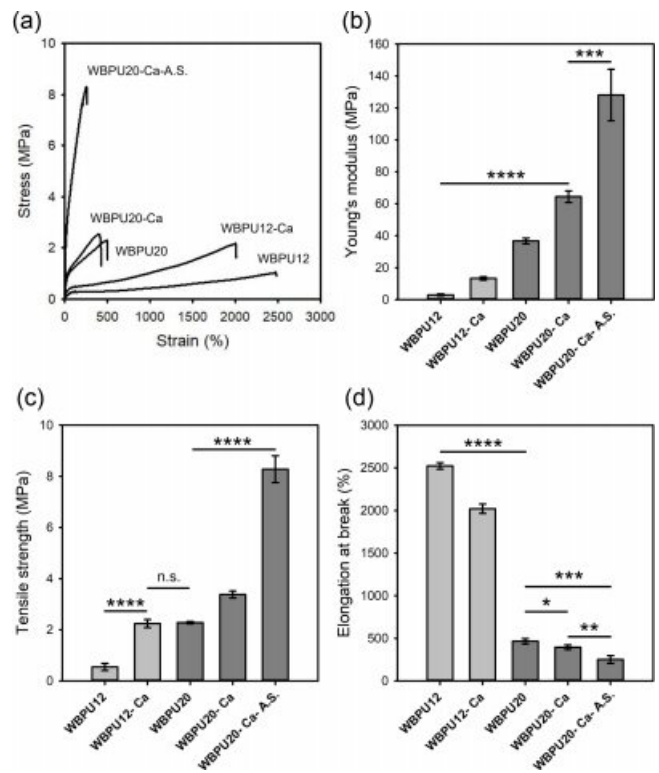 (a)
10
8
6
4
2
0
Stress (MPa)
WBPU20-Ca-A.S.
WBPU20-Ca
WBPU20
WBPU12-Ca
WBPU12
0 500 1000 1500 2000 2500 3000
Strain (%)
(b)
160
140
120
100
80
60
40
20
0
Young's modulus (MPa)
***
****
WBPU12
WBPU12- Ca
WBPU20
WBPU20- Ca
WBPU20- Ca- A.S.
(c)
10
8
6
4
2
0
Tensile strength (MPa)
****
n.s.
****
WBPU12
WBPU12- Ca
WBPU20
WBPU20- Ca
WBPU20- Ca- A.S.
(d)
3000
2500
2000
1500
1000
500
0
Elongation at break (%)
****
***
*
**
WBPU12
WBPU12- Ca
WBPU20
WBPU20- Ca
WBPU20- Ca- A.S.